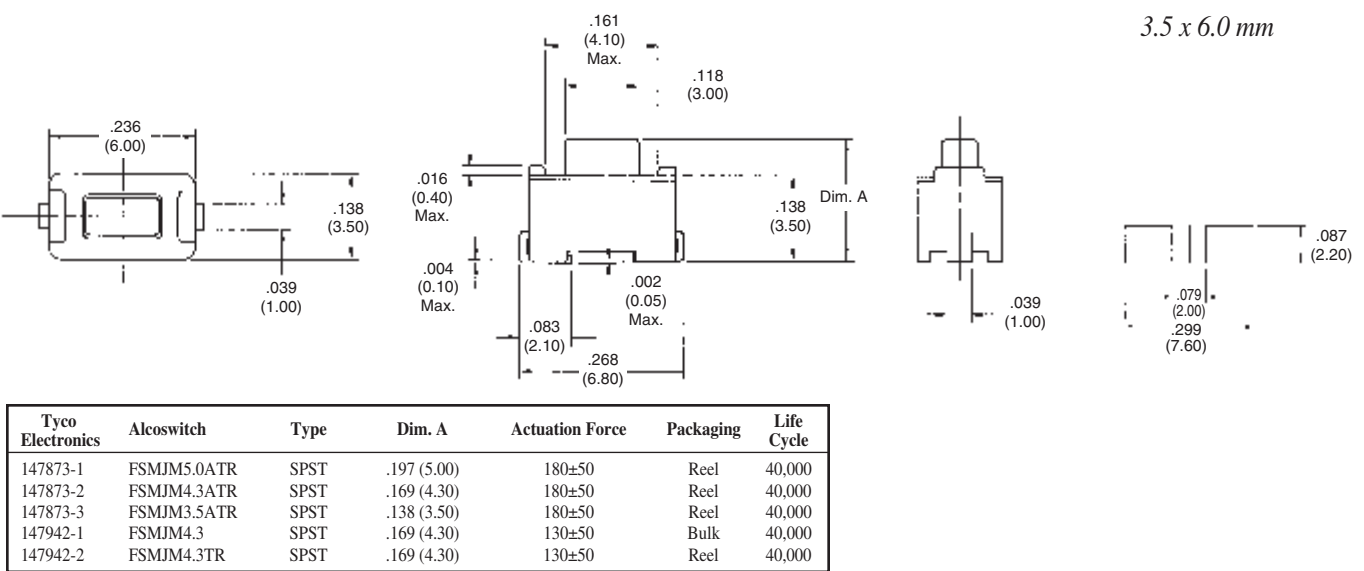 3.5 x 6.0 mm
.161
(4.10)
Max.
.118
(3.00)
.236
(6.00)
.138
(3.50)
.039
(1.00)
.016
(0.40)
Max.
.004
(0.10)
Max.
.083
(2.10)
.268
(6.80)
.002
(0.05)
Max.
.138
(3.50)
Dim. A
.039
(1.00)
.087
(2.20)
.079
(2.00)
.299
(7.60)
Tyco Electronics Alcoswitch Type Dim. A Actuation Force Packaging Life Cycle
147873-1 FSMJM5.0ATR SPST .197 (5.00) 180±50 Reel 40,000
147873-2 FSMJM4.3ATR SPST .169 (4.30) 180±50 Reel 40,000
147873-3 FSMJM3.5ATR SPST .138 (3.50) 180±50 Reel 40,000
147942-1 FSMJM4.3 SPST .169 (4.30) 130±50 Bulk 40,000
147942-2 FSMJM4.3TR SPST .169 (4.30) 130±50 Reel 40,000